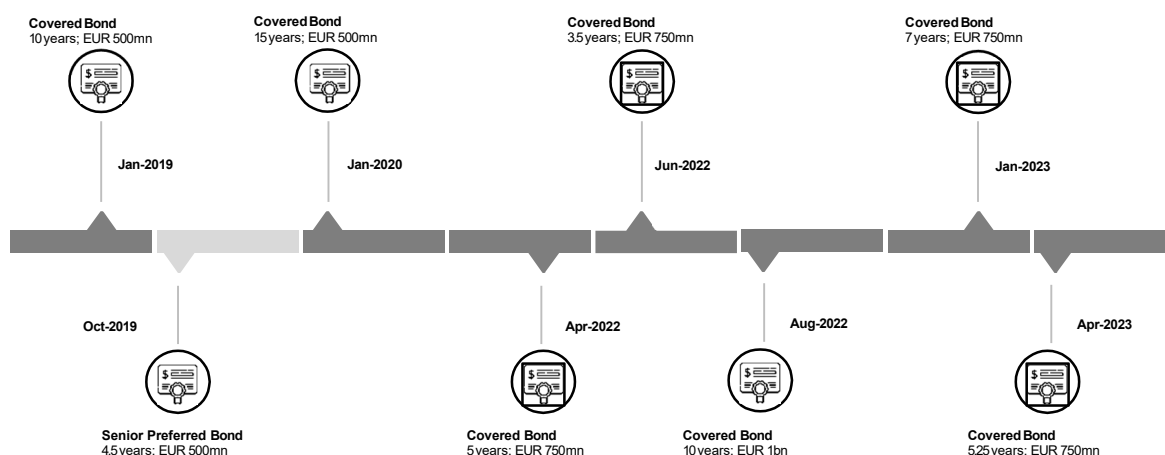 Covered Bond
10 years; EUR 500mn
Covered Bond
15 years; EUR 500mn
Covered Bond
3.5 years; EUR 750mn
Covered Bond
7 years; EUR 750mn
$
$
$
$
Jan-2019
Jan-2020
Jun-2022
Jan-2023
Oct-2019
Apr-2022
Aug-2022
Apr-2023
$
$
$
$
Senior Preferred Bond
4.5 years; EUR 500mn
Covered Bond
5 years; EUR 750mn
Covered Bond
10 years; EUR 1bn
Covered Bond
5.25 years; EUR 750mn